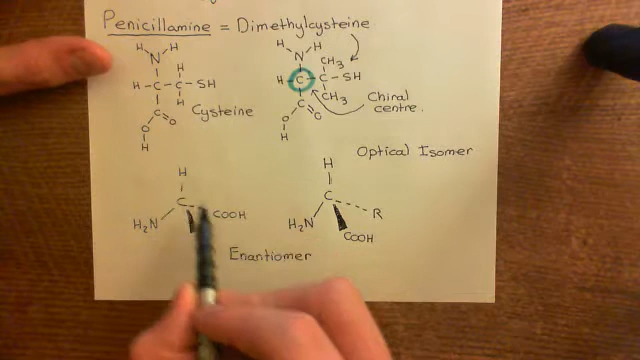 Penicillamine = Dimethylcysteine
H H
N
H
H - C - C - SH
H
C
O O
H
Cysteine
H H
N
CH3
H - C - C - SH
CH3
C
O O
H
Chiral
centre.
Optical Isomer
H
C
H2N COOH
H
C
H2N R
COOH
Enantiomer